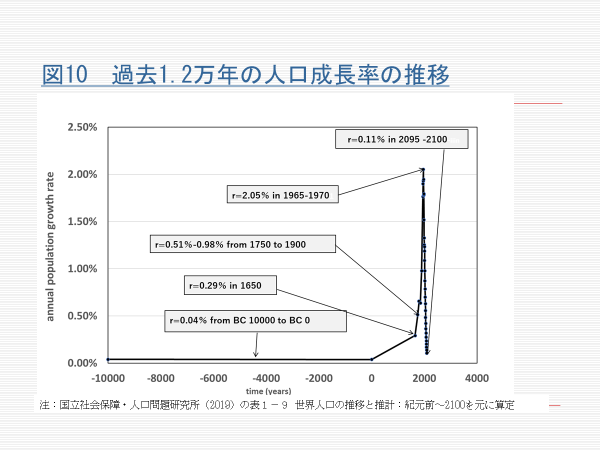 図10　過去1.2万年の人口成長率の推移
annual population growth rate
2.50%
2.00%
1.50%
1.00%
0.50%
0.00%
r=0.11% in 2095 -2100
r=2.05% in 1965-1970
r=0.51%-0.98% from 1750 to 1900
r=0.29% in 1650
r=0.04% from BC 10000 to BC 0
-10000 -8000 -6000 -4000 -2000 0 2000 4000
time (years)
注：国立社会保障・人口問題研究所（2019）の表１－９ 世界人口の推移と推計：紀元前～2100を元に算定